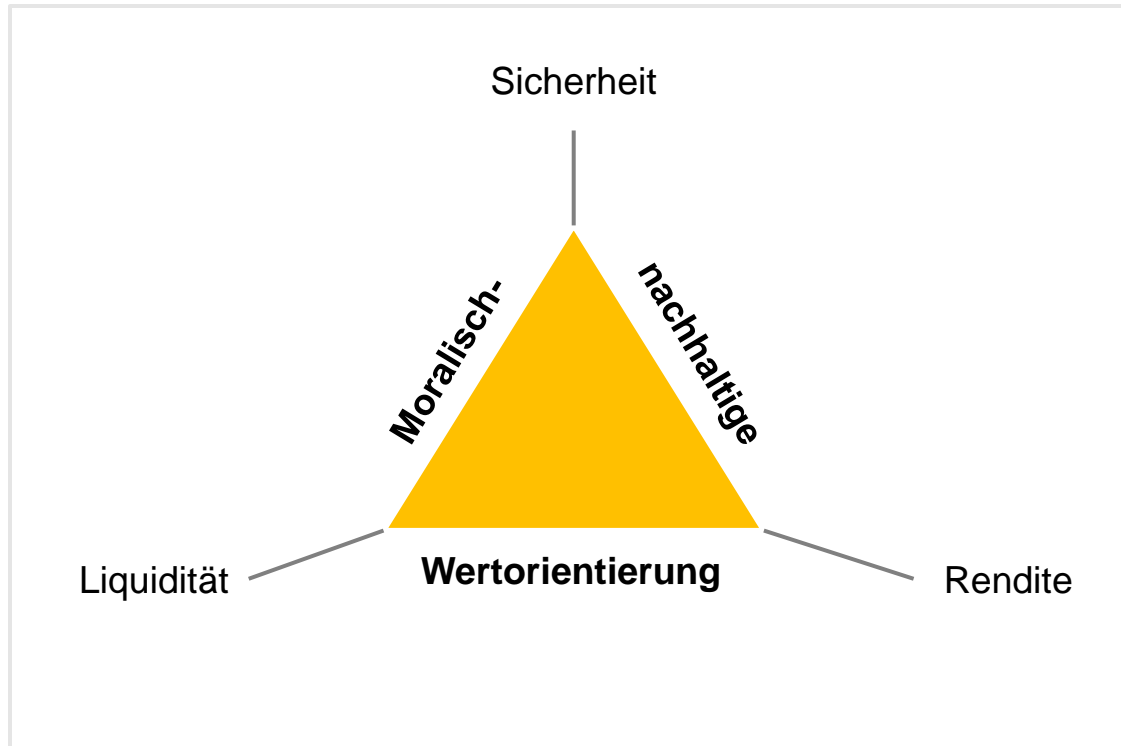 Sicherheit
Moralisch-
nachhaltige
Wertorientierung
Liquidität
Rendite